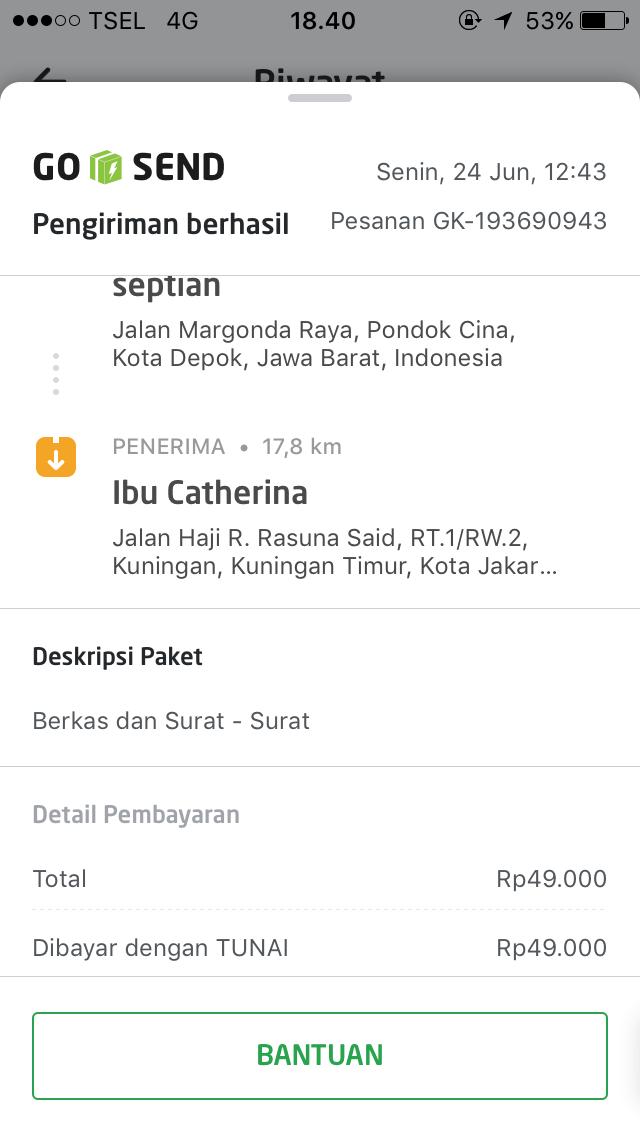 TSEL 4G 18.40 53%
Riwayat
GO SEND Senin, 24 Jun, 12:43
Pengiriman berhasil Pesanan GK-193690943
septian
Jalan Margonda Raya, Pondok Cina,
Kota Depok, Jawa Barat, Indonesia
PENERIMA • 17,8 km
Ibu Catherina
Jalan Haji R. Rasuna Said, RT.1/RW.2,
Kuningan, Kuningan Timur, Kota Jakar...
Deskripsi Paket
Berkas dan Surat - Surat
Detail Pembayaran
Total Rp49.000
Dibayar dengan TUNAI Rp49.000
BANTUAN